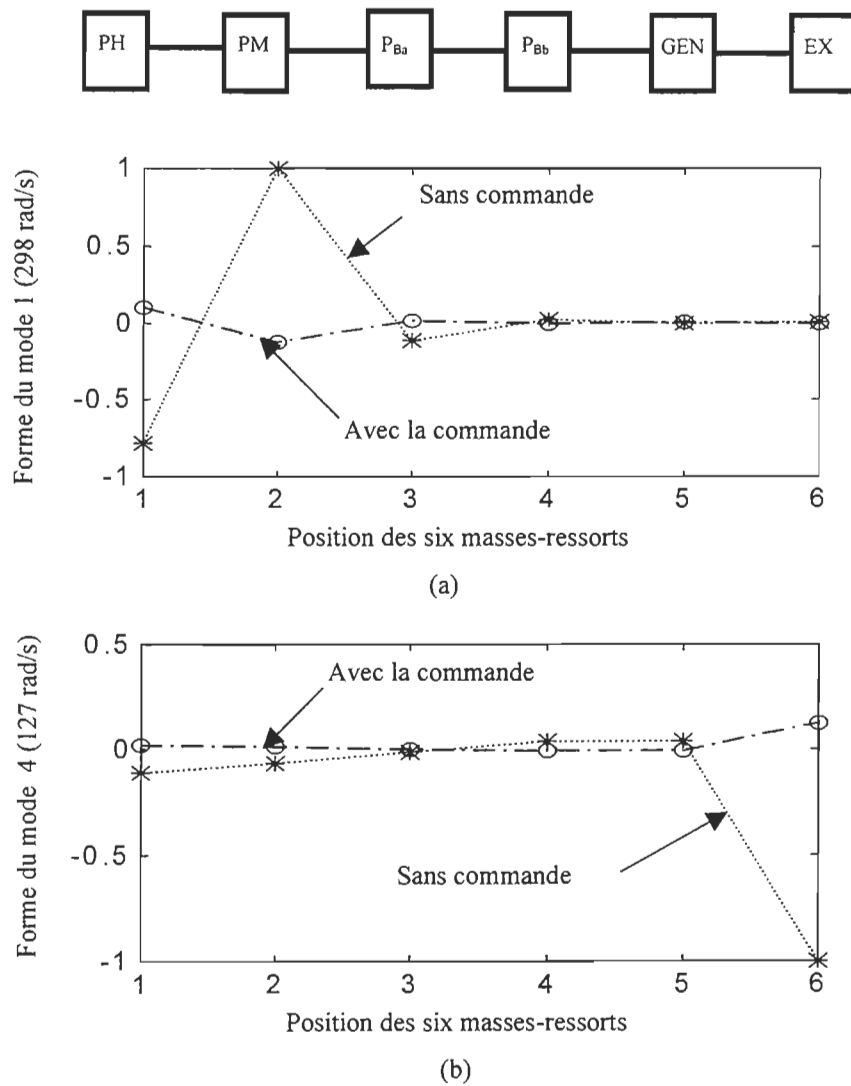 PH PM P_Ba P_Bb GEN EX
Forme du mode 1 (298 rad/s)
1
0.5
0
-0.5
-1
Sans commande
Avec la commande
1 2 3 4 5 6
Position des six masses-ressorts
(a)
Forme du mode 4 (127 rad/s)
0.5
0
-0.5
-1
Avec la commande
Sans commande
1 2 3 4 5 6
Position des six masses-ressorts
(b)